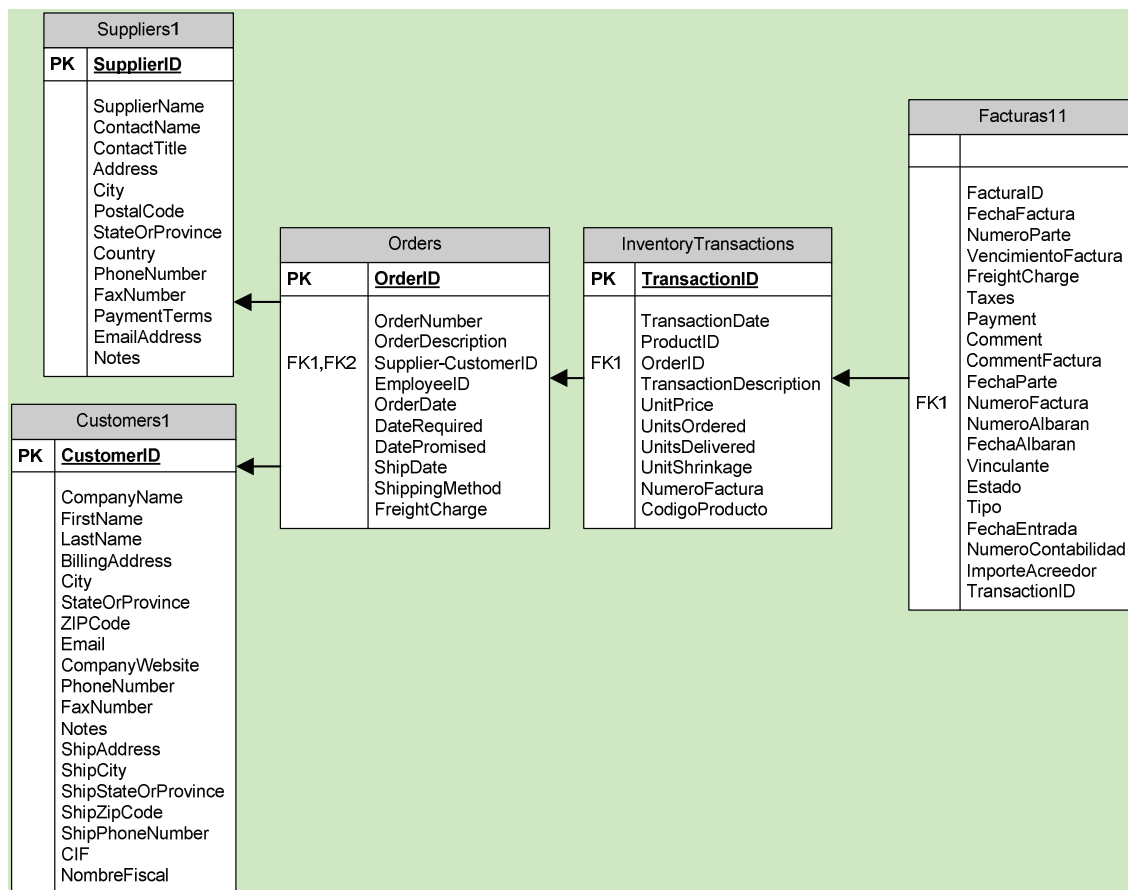 Suppliers1
PK SupplierID
SupplierName
ContactName
ContactTitle
Address
City
PostalCode
StateOrProvince
Country
PhoneNumber
FaxNumber
PaymentTerms
EmailAddress
Notes
Customers1
PK CustomerID
CompanyName
FirstName
LastName
BillingAddress
City
StateOrProvince
ZIPCode
Email
CompanyWebsite
PhoneNumber
FaxNumber
Notes
ShipAddress
ShipCity
ShipStateOrProvince
ShipZipCode
ShipPhoneNumber
CIF
NombreFiscal
Orders
PK OrderID
OrderNumber
OrderDescription
FK1,FK2 Supplier-CustomerID
EmployeeID
OrderDate
DateRequired
DatePromised
ShipDate
ShippingMethod
FreightCharge
InventoryTransactions
PK TransactionID
TransactionDate
ProductID
FK1 OrderID
TransactionDescription
UnitPrice
UnitsOrdered
UnitsDelivered
UnitShrinkage
NumeroFactura
CodigoProducto
Facturas11
FacturaID
FechaFactura
NumeroParte
VencimientoFactura
FreightCharge
Taxes
Payment
Comment
CommentFactura
FechaParte
FK1 NumeroFactura
NumeroAlbaran
FechaAlbaran
Vinculante
Estado
Tipo
FechaEntrada
NumeroContabilidad
ImporteAcreedor
TransactionID